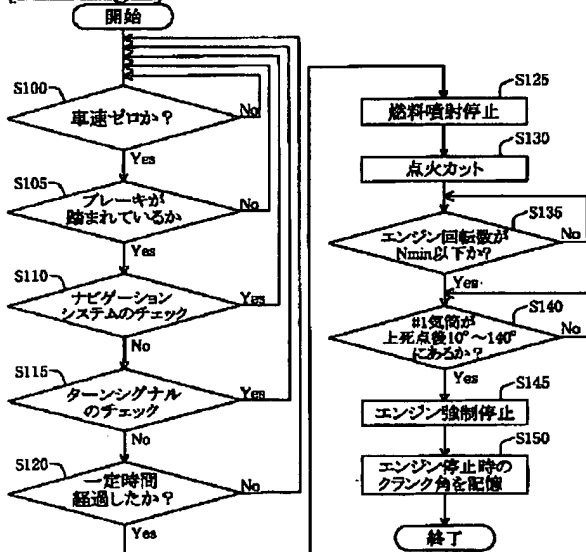 開始
S100
車速ゼロか?
No
Yes
S105
ブレーキが
踏まれているか
No
Yes
S110
ナビゲーション
システムのチェック
Yes
No
S115
ターンシグナル
のチェック
Yes
No
S120
一定時間
経過したか?
No
Yes
S125
燃料噴射停止
S130
点火カット
S135
エンジン回転数が
Nmin以下か?
No
Yes
S140
#1気筒が
上死点後10°~140°
にあるか?
No
Yes
S145
エンジン強制停止
S150
エンジン停止時の
クランク角を記憶
終了